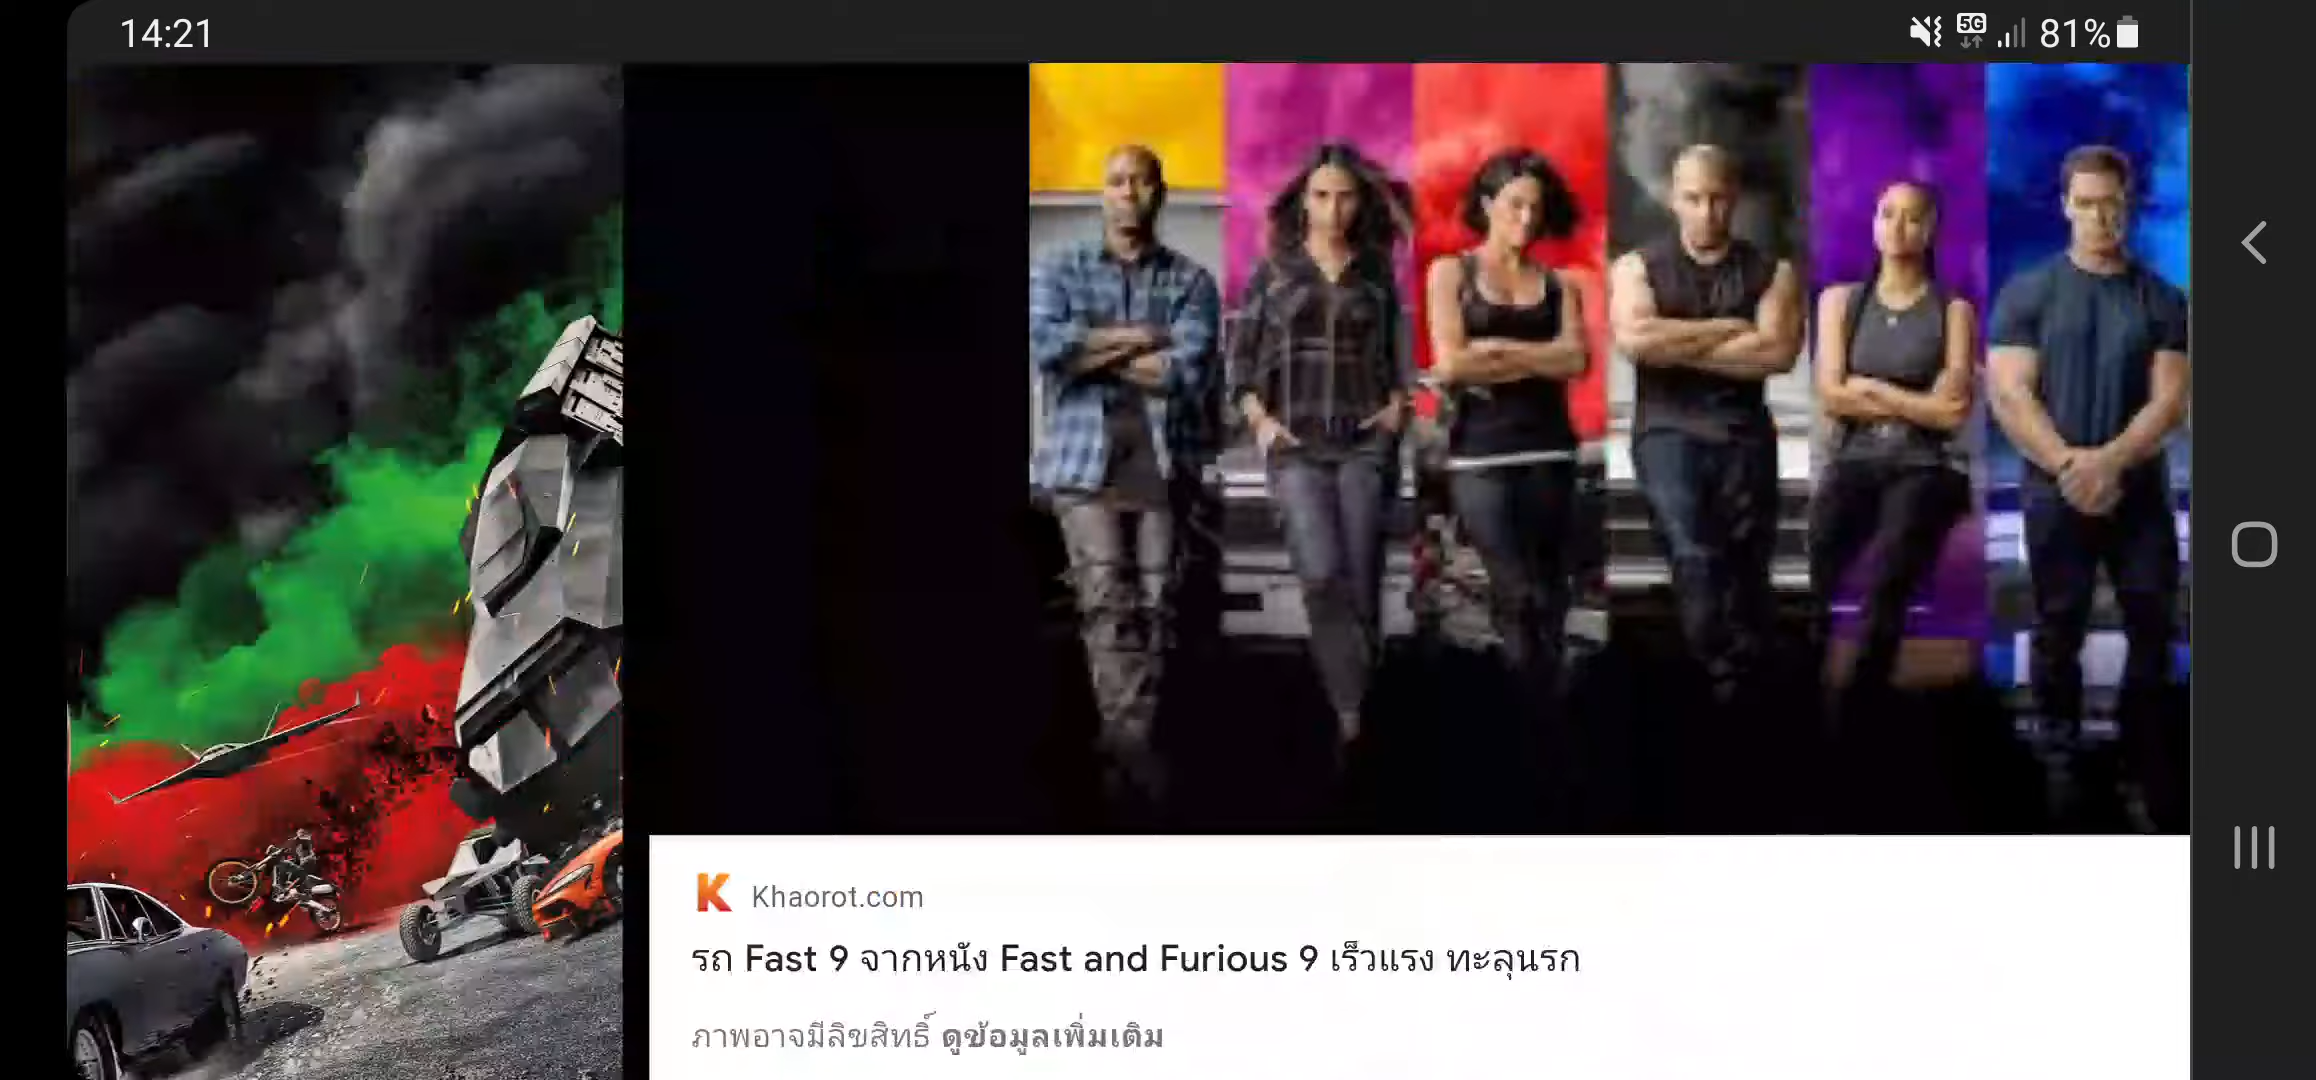 14:21
5G 81%
K Khaorot.com
รถ Fast 9 จากหนัง Fast and Furious 9 เร็วแรง ทะลุนรก
ภาพอาจมีลิขสิทธิ์ ดูข้อมูลเพิ่มเติม